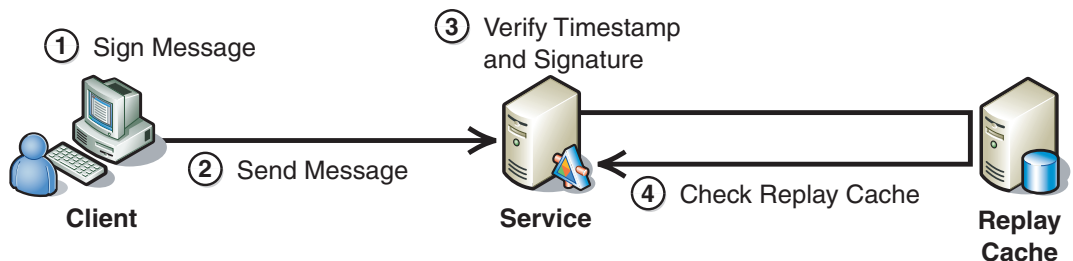 1 Sign Message
3 Verify Timestamp
and Signature
2 Send Message
4 Check Replay Cache
Client
Service
Replay
Cache